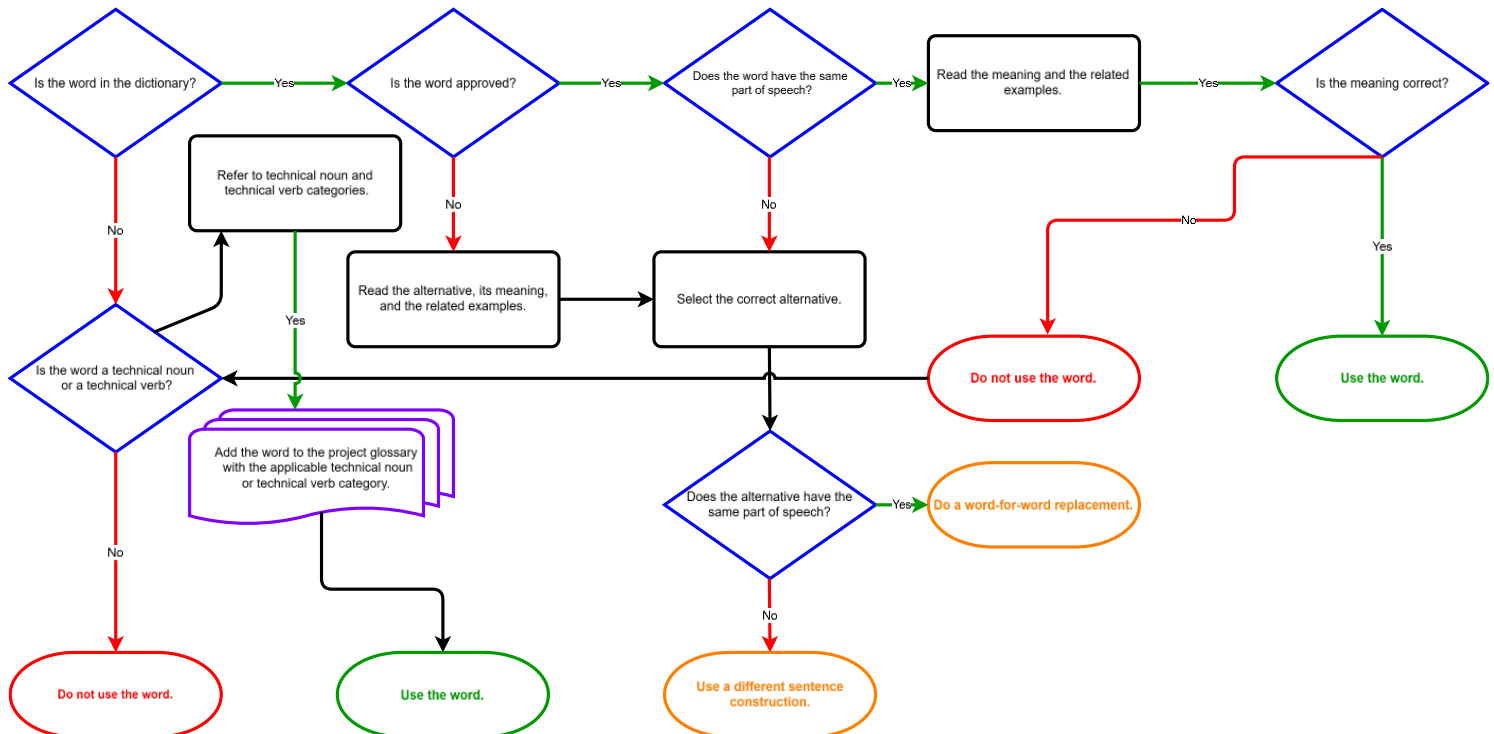 Is the word in the dictionary?
Yes
Is the word approved?
Yes
Does the word have the same
part of speech?
Yes
Read the meaning and the related
examples.
Yes
Is the meaning correct?
Refer to technical noun and
technical verb categories.
No
No
No
No
Yes
Read the alternative, its meaning,
and the related examples.
Select the correct alternative.
Yes
Is the word a technical noun
or a technical verb?
Do not use the word.
Use the word.
Add the word to the project glossary
with the applicable technical noun
or technical verb category.
Does the alternative have the
same part of speech?
Yes
Do a word-for-word replacement.
No
No
Do not use the word.
Use the word.
Use a different sentence
construction.